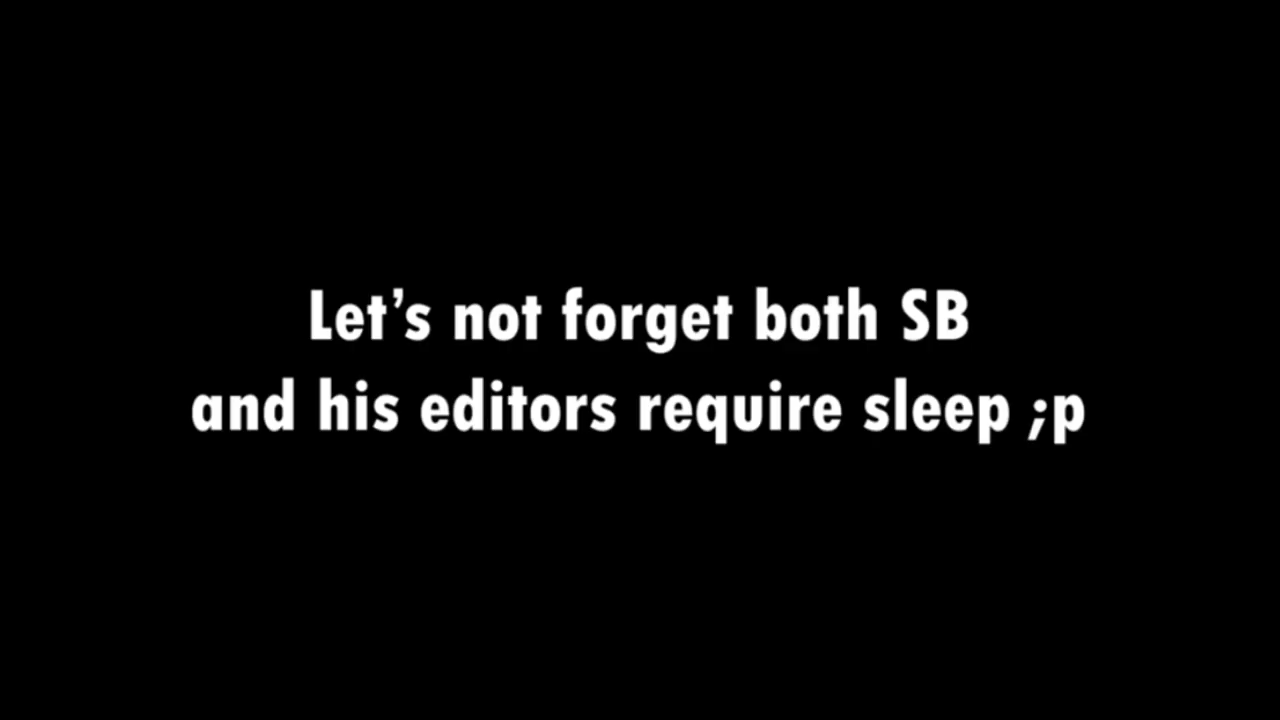 Let’s not forget both SB
and his editors require sleep ;p